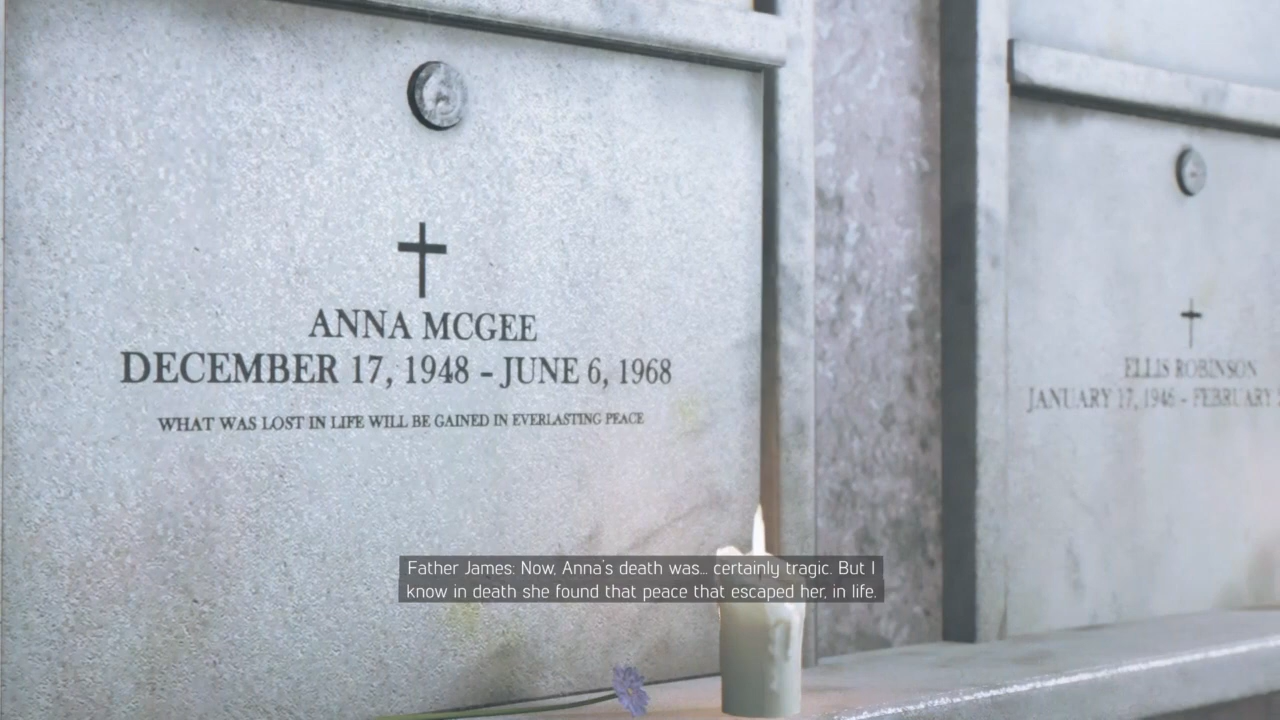 ANNA MCGEE
DECEMBER 17, 1948 - JUNE 6, 1968
WHAT WAS LOST IN LIFE WILL BE GAINED IN EVERLASTING PEACE
ELLIS ROBINSON
JANUARY 17, 1946 - FEBRUARY
Father James: Now, Anna's death was... certainly tragic. But I
know in death she found that peace that escaped her, in life.